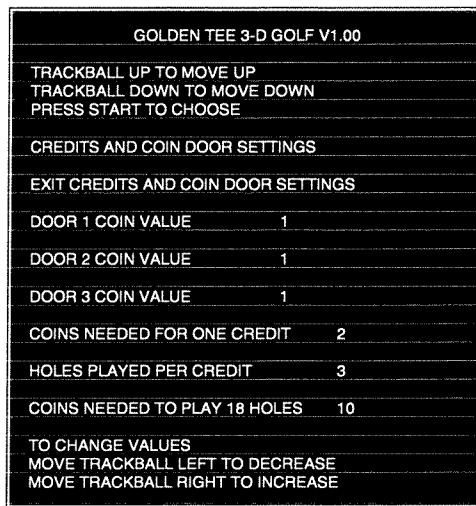 GOLDEN TEE 3-D GOLF V1.00
TRACKBALL UP TO MOVE UP
TRACKBALL DOWN TO MOVE DOWN
PRESS START TO CHOOSE
CREDITS AND COIN DOOR SETTINGS
EXIT CREDITS AND COIN DOOR SETTINGS
DOOR 1 COIN VALUE 1
DOOR 2 COIN VALUE 1
DOOR 3 COIN VALUE 1
COINS NEEDED FOR ONE CREDIT 2
HOLES PLAYED PER CREDIT 3
COINS NEEDED TO PLAY 18 HOLES 10
TO CHANGE VALUES
MOVE TRACKBALL LEFT TO DECREASE
MOVE TRACKBALL RIGHT TO INCREASE